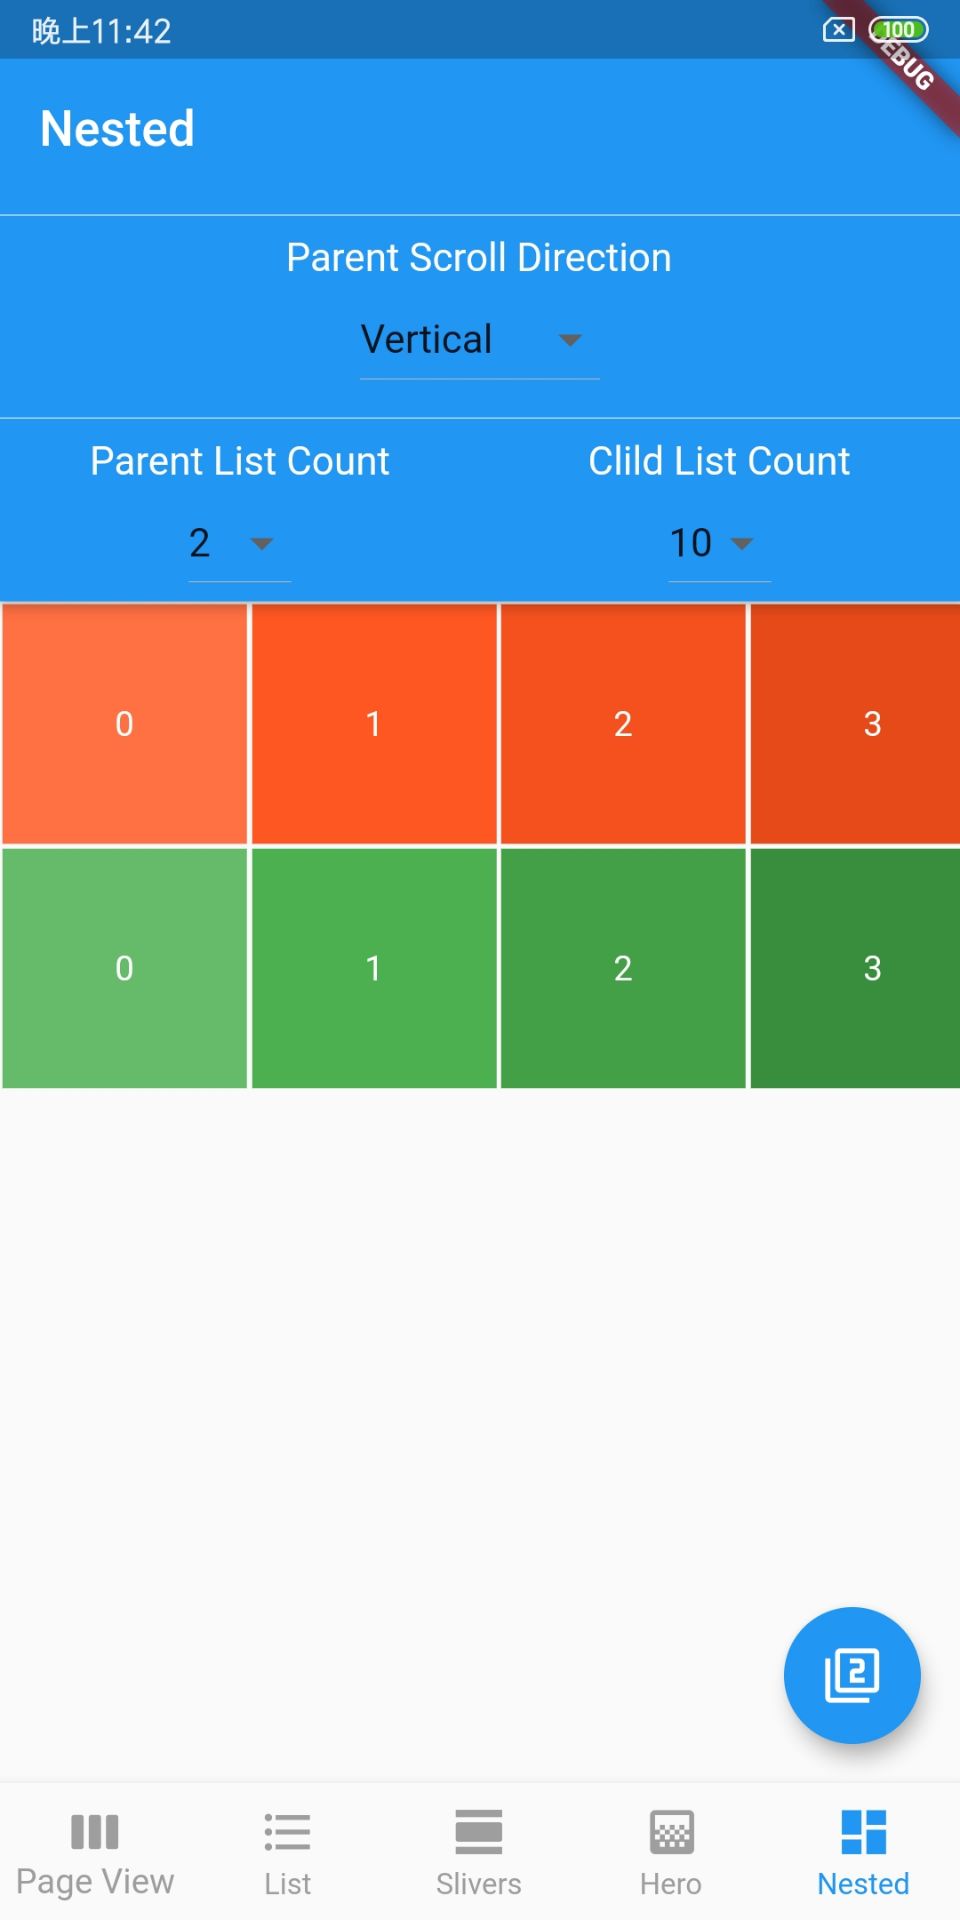 晚上11:42
100
DEBUG
Nested
Parent Scroll Direction
Vertical
Parent List Count
Clild List Count
2
10
0 1 2 3
0 1 2 3
2
Page View
List
Slivers
Hero
Nested